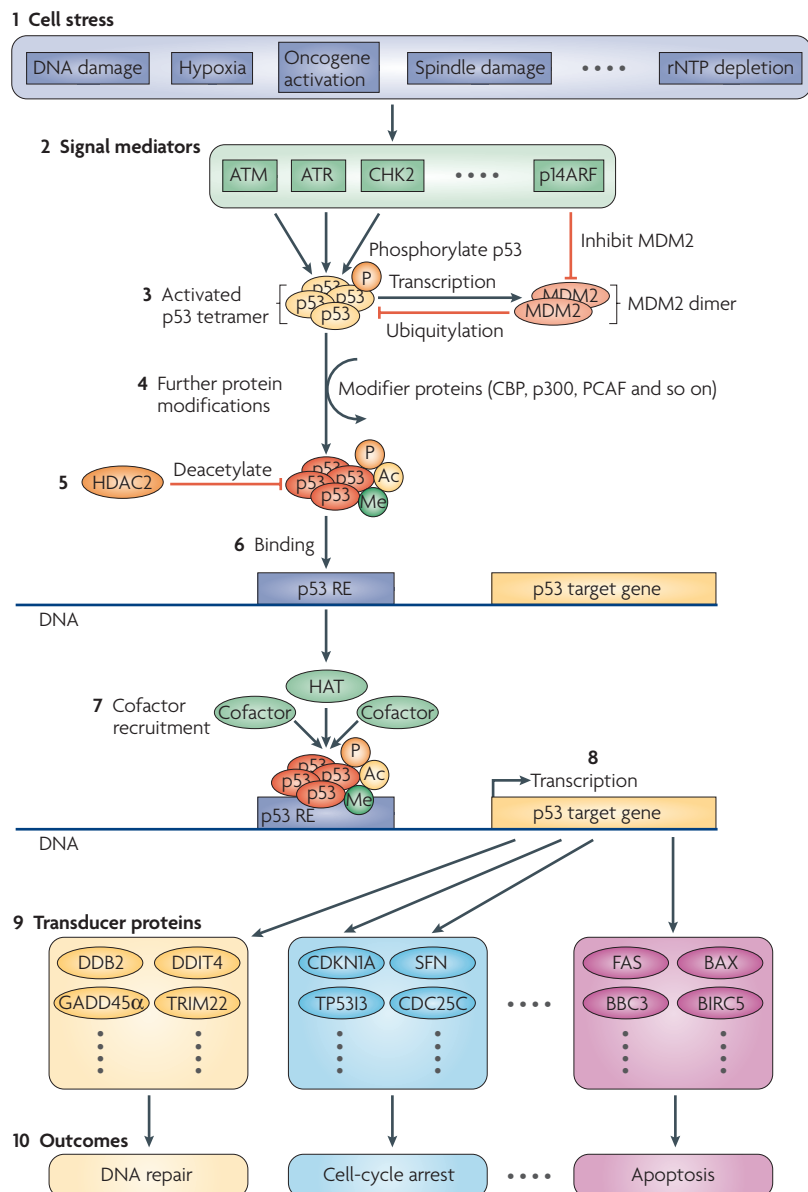 1 Cell stress
DNA damage
Hypoxia
Oncogene
activation
Spindle damage
rNTP depletion
2 Signal mediators
ATM
ATR
CHK2
p14ARF
Inhibit MDM2
Phosphorylate p53
P
3 Activated
p53 tetramer
p53
p53
p53
p53
Transcription
Ubiquitylation
MDM2
MDM2
MDM2 dimer
4 Further protein
modifications
Modifier proteins (CBP, p300, PCAF and so on)
5
HDAC2
Deacetylate
p53
p53
p53
p53
P
Ac
Me
6 Binding
p53 RE
p53 target gene
DNA
7 Cofactor
recruitment
HAT
Cofactor
Cofactor
p53
p53
p53
p53
P
Ac
Me
p53 RE
8
Transcription
p53 target gene
DNA
9 Transducer proteins
DDB2
DDIT4
GADD45α
TRIM22
CDKN1A
SFN
TP53I3
CDC25C
FAS
BAX
BBC3
BIRC5
10 Outcomes
DNA repair
Cell-cycle arrest
Apoptosis